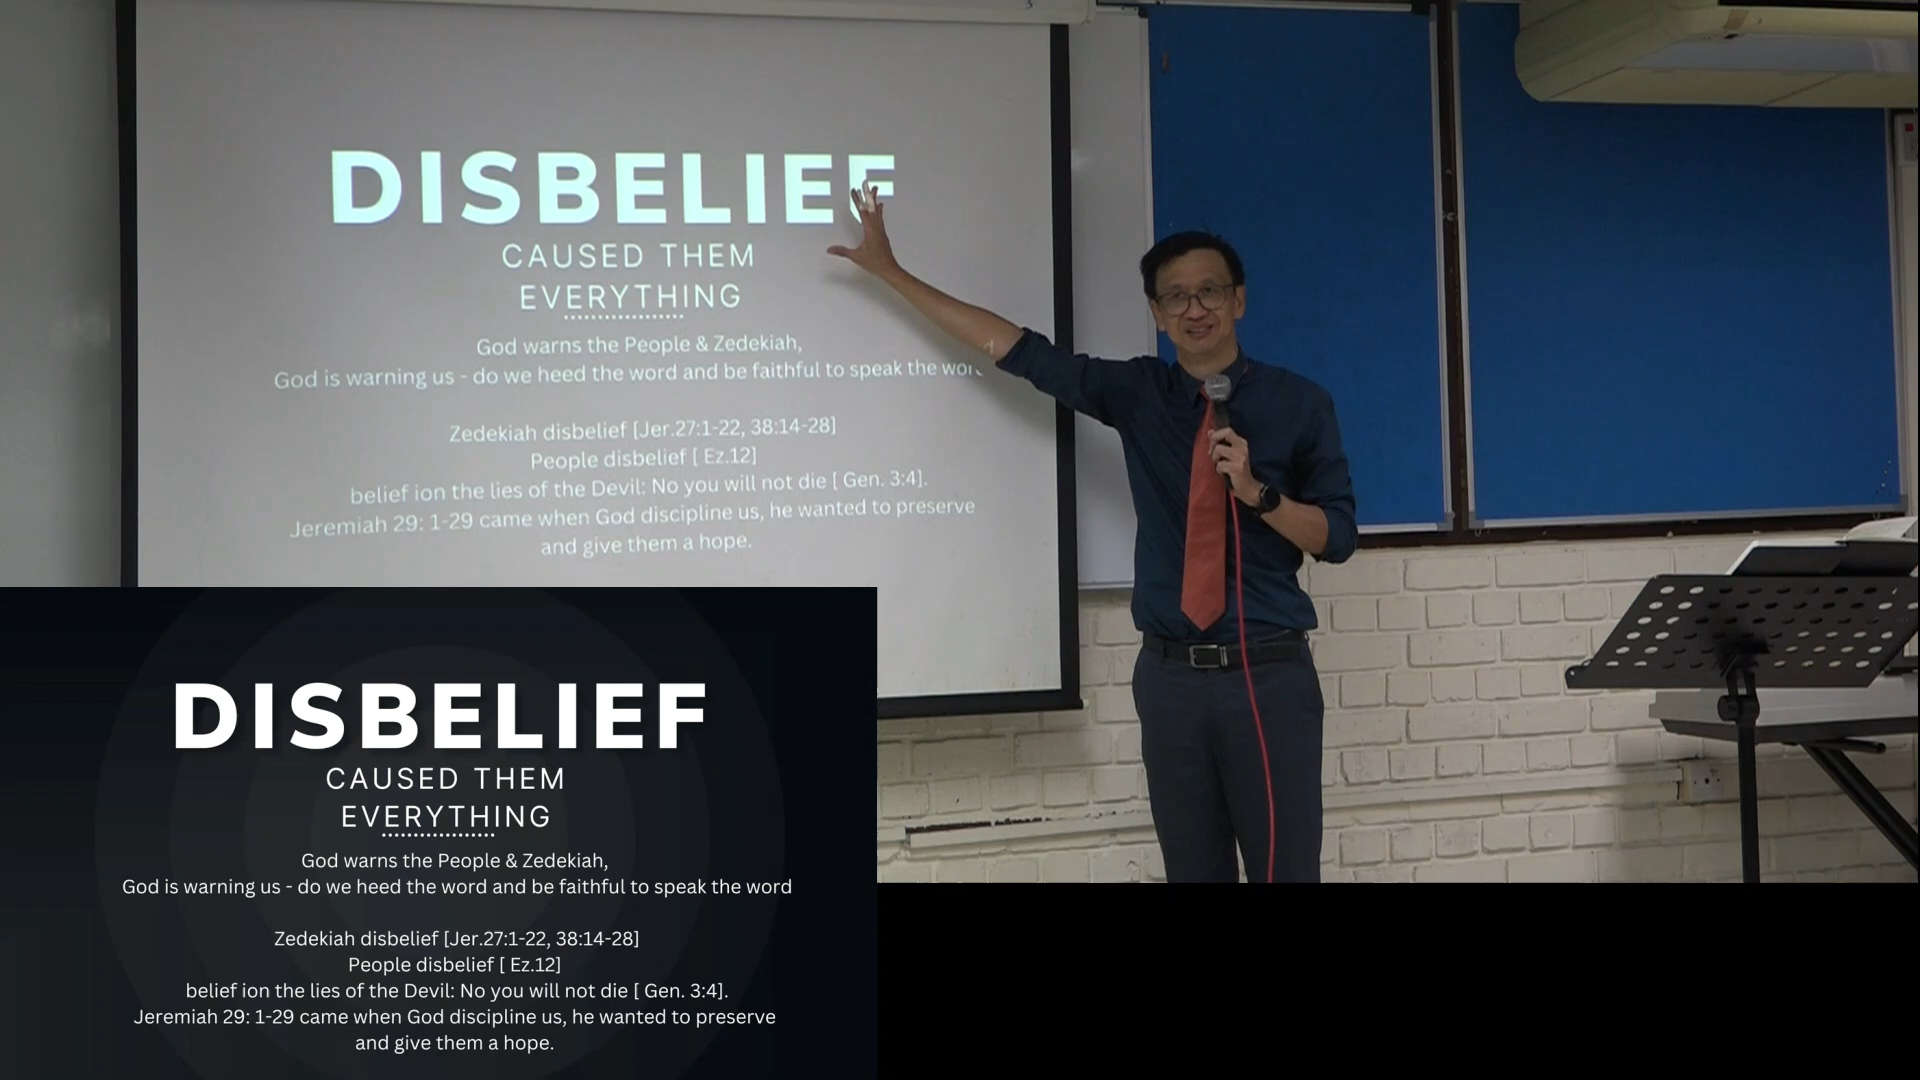 DISBELIEF
CAUSED THEM
EVERYTHING
God warns the People & Zedekiah,
God is warning us - do we heed the word and be faithful to speak the word
Zedekiah disbelief [Jer.27:1-22, 38:14-28]
People disbelief [ Ez.12]
belief ion the lies of the Devil: No you will not die [ Gen. 3:4].
Jeremiah 29: 1-29 came when God discipline us, he wanted to preserve
and give them a hope.
DISBELIEF
CAUSED THEM
EVERYTHING
God warns the People & Zedekiah,
God is warning us - do we heed the word and be faithful to speak the word
Zedekiah disbelief [Jer.27:1-22, 38:14-28]
People disbelief [ Ez.12]
belief ion the lies of the Devil: No you will not die [ Gen. 3:4].
Jeremiah 29: 1-29 came when God discipline us, he wanted to preserve
and give them a hope.